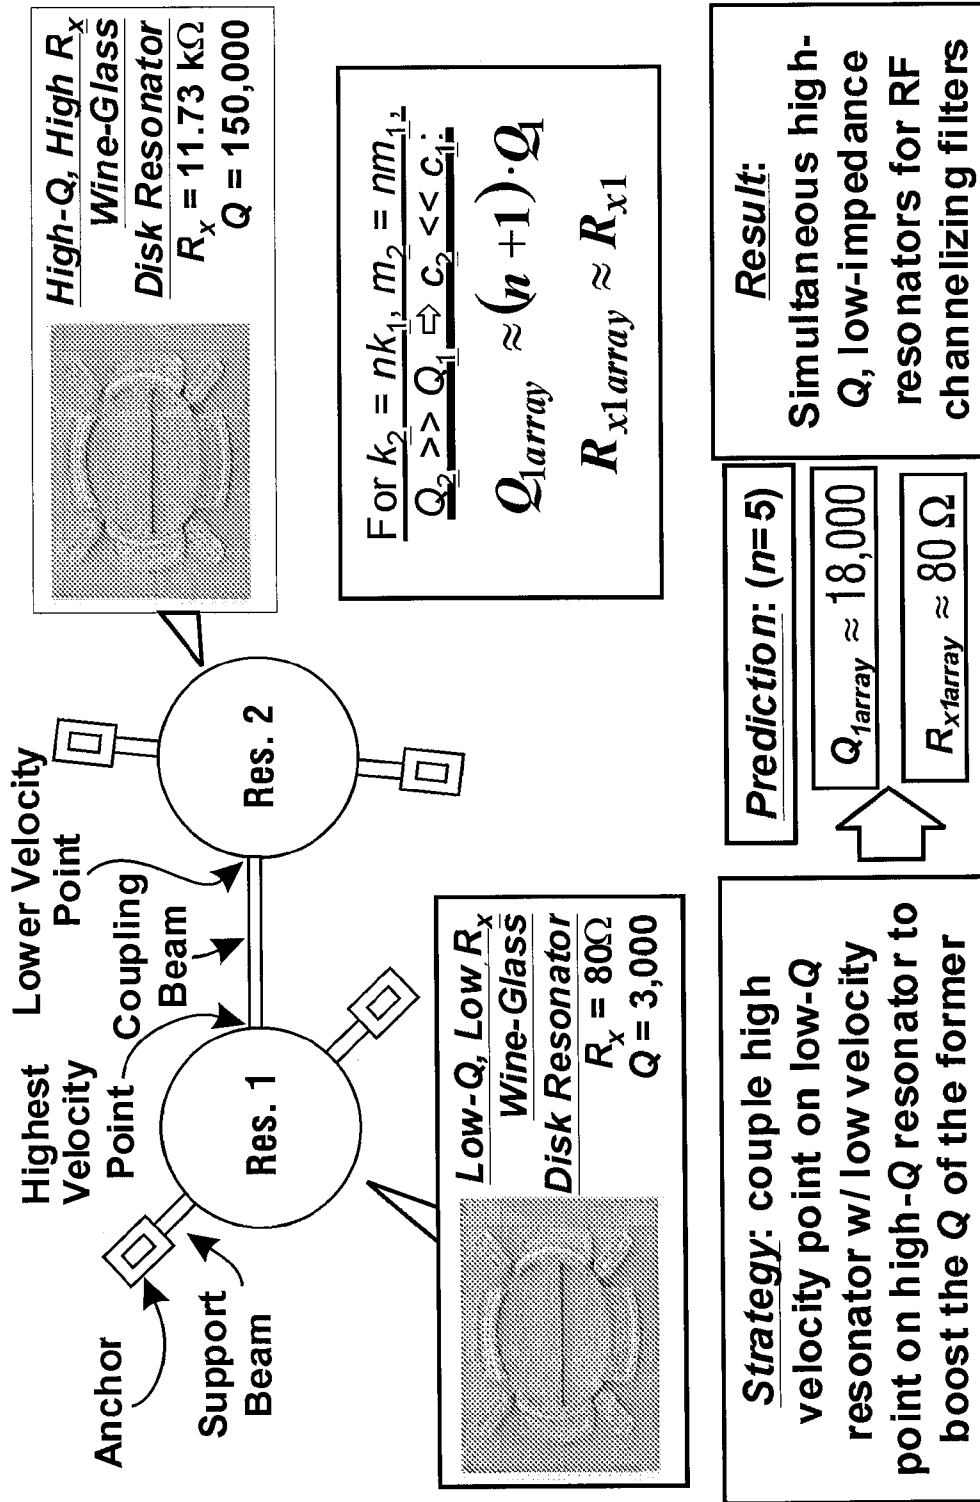 Anchor
Support
Beam
Highest
Velocity
Point
Coupling
Beam
Lower Velocity
Point
Res. 1
Res. 2
High-Q, High Rₓ
Wine-Glass
Disk Resonator
Rₓ = 11.73 kΩ
Q = 150,000
Low-Q, Low Rₓ
Wine-Glass
Disk Resonator
Rₓ = 80Ω
Q = 3,000
For k₂ = nk₁, m₂ = nm₁,
Q₂ >> Q₁ ⇨ c₂ << c₁:
Q₁array ≈ (n +1)·Q₁
Rₓ₁array ≈ Rₓ₁
Strategy: couple high
velocity point on low-Q
resonator w/ low velocity
point on high-Q resonator to
boost the Q of the former
Prediction: (n=5)
Q₁array ≈ 18,000
Rₓ₁array ≈ 80 Ω
Result:
Simultaneous high-
Q, low-impedance
resonators for RF
channelizing filters